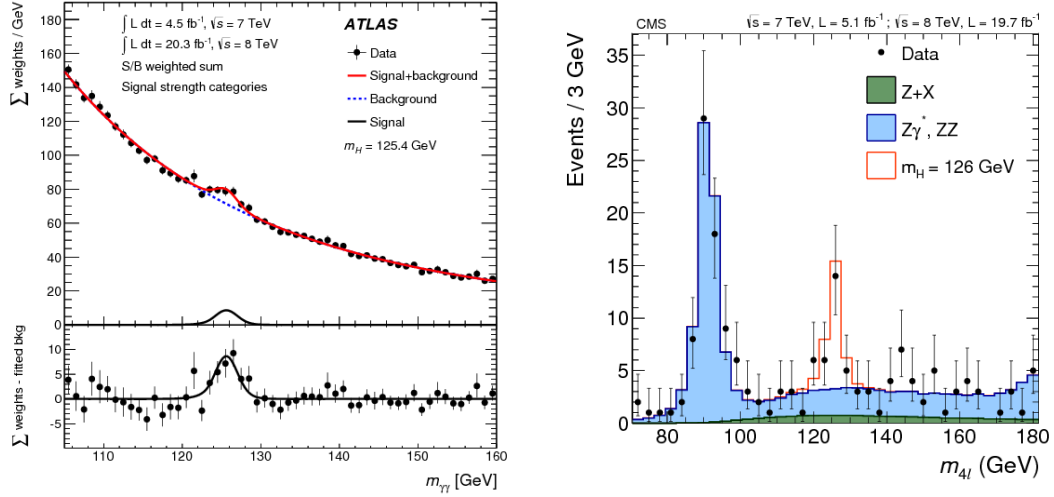 ∫ L dt = 4.5 fb⁻¹, √s = 7 TeV
∫ L dt = 20.3 fb⁻¹, √s = 8 TeV
S/B weighted sum
Signal strength categories
ATLAS
Data
Signal+background
Background
Signal
m_H = 125.4 GeV
∑ weights / GeV
180
160
140
120
100
80
60
40
20
0
∑ weights - fitted bkg
10
5
0
-5
110 120 130 140 150 160
m_γγ [GeV]
CMS
√s = 7 TeV, L = 5.1 fb⁻¹ ; √s = 8 TeV, L = 19.7 fb⁻¹
Data
Z+X
Zγ*, ZZ
m_H = 126 GeV
Events / 3 GeV
35
30
25
20
15
10
5
0
80 100 120 140 160 180
m_4l (GeV)